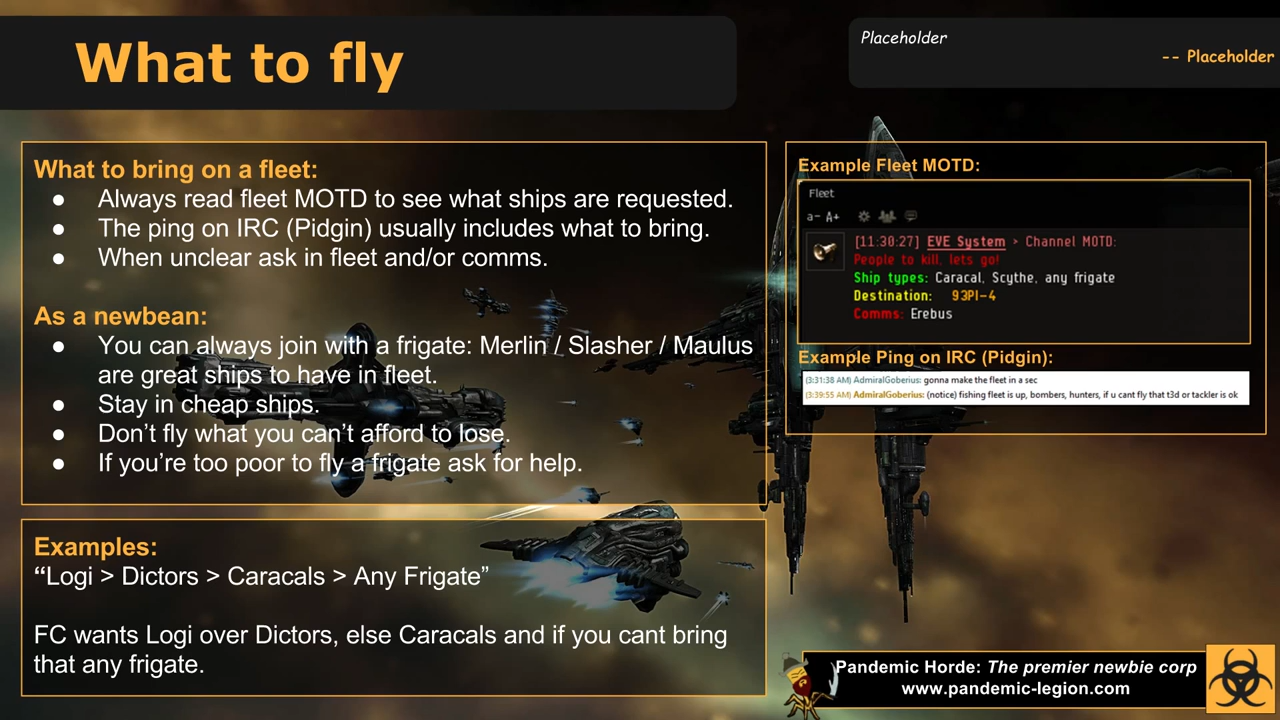 What to fly
Placeholder
-- Placeholder
What to bring on a fleet:
● Always read fleet MOTD to see what ships are requested.
● The ping on IRC (Pidgin) usually includes what to bring.
● When unclear ask in fleet and/or comms.
As a newbean:
● You can always join with a frigate: Merlin / Slasher / Maulus
are great ships to have in fleet.
● Stay in cheap ships.
● Don’t fly what you can’t afford to lose.
● If you’re too poor to fly a frigate ask for help.
Examples:
“Logi > Dictors > Caracals > Any Frigate”
FC wants Logi over Dictors, else Caracals and if you cant bring
that any frigate.
Example Fleet MOTD:
Fleet
a- A+
[11:30:27] EVE System > Channel MOTD:
People to kill, lets go!
Ship types: Caracal, Scythe, any frigate
Destination: 93PI-4
Comms: Erebus
Example Ping on IRC (Pidgin):
(3:31:38 AM) AdmiralGoberius: gonna make the fleet in a sec
(3:39:55 AM) AdmiralGoberius: (notice) fishing fleet is up, bombers, hunters, if u cant fly that t3d or tackler is ok
Pandemic Horde: The premier newbie corp
www.pandemic-legion.com